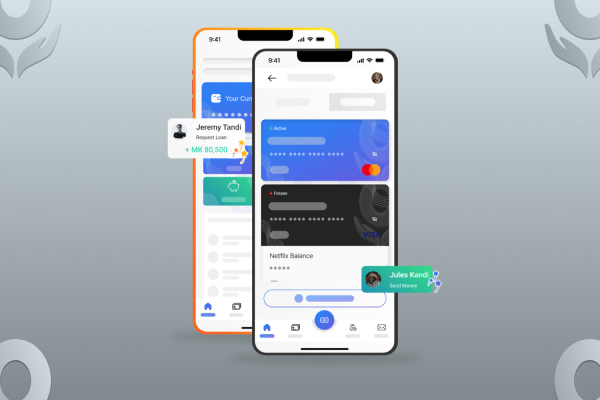 9:41
9:41
Your Curr
Jeremy Tandi
Request Loan
+ MK 80,500
Active
Frozen
VISA
Netflix Balance
Jules Kandi
Send Money